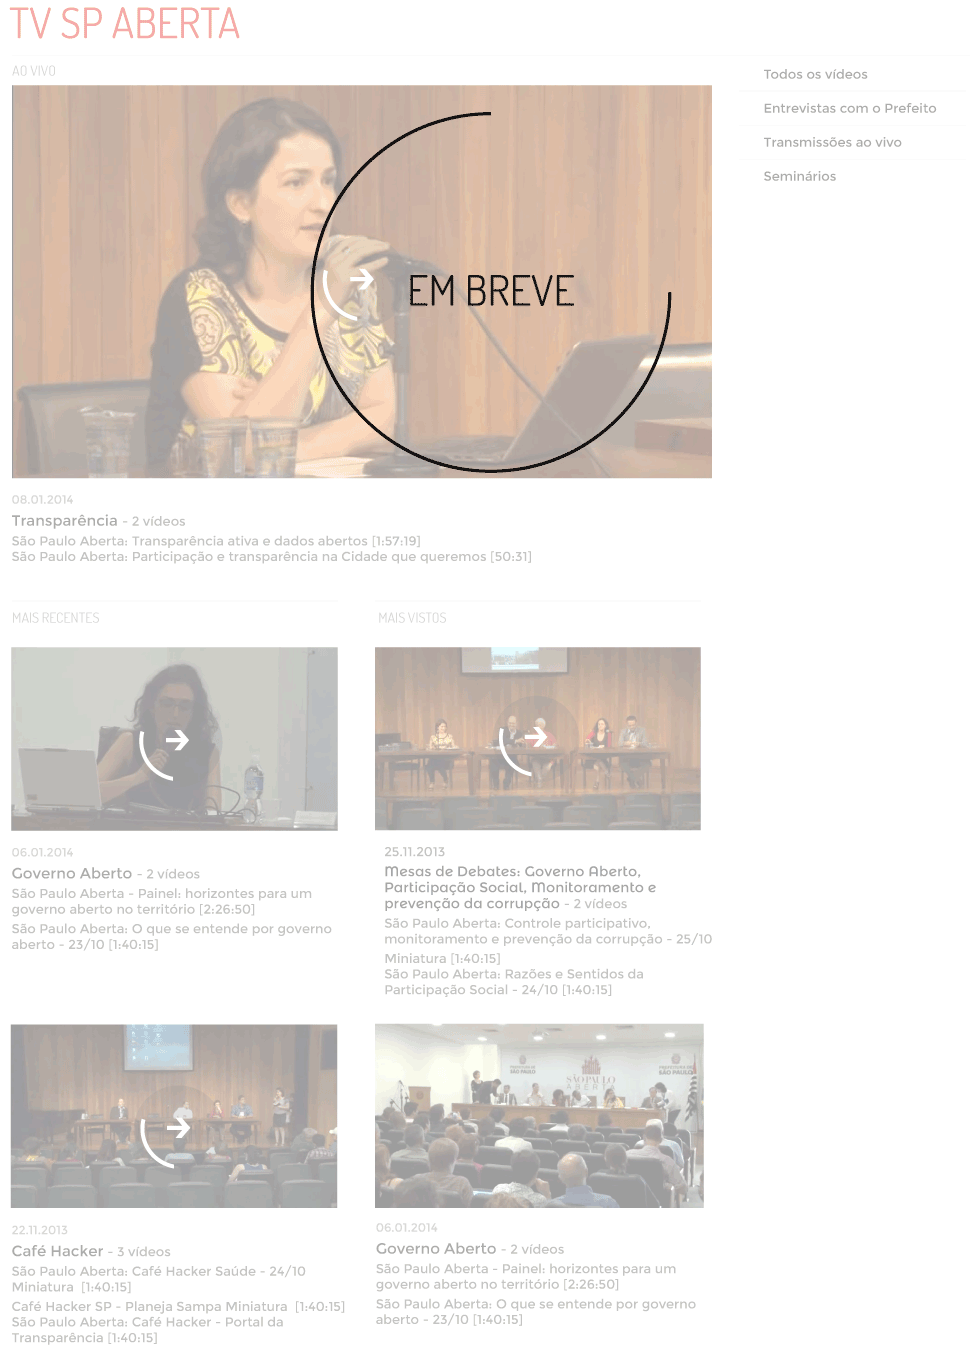 TV SP ABERTA
AO VIVO
Todos os vídeos
Entrevistas com o Prefeito
Transmissões ao vivo
Seminários
EM BREVE
08.01.2014
Transparência - 2 vídeos
São Paulo Aberta: Transparência ativa e dados abertos [1:57:19]
São Paulo Aberta: Participação e transparência na Cidade que queremos [50:31]
MAIS RECENTES
MAIS VISTOS
06.01.2014
Governo Aberto - 2 vídeos
São Paulo Aberta - Painel: horizontes para um
governo aberto no território [2:26:50]
São Paulo Aberta: O que se entende por governo
aberto - 23/10 [1:40:15]
25.11.2013
Mesas de Debates: Governo Aberto,
Participação Social, Monitoramento e
prevenção da corrupção - 2 vídeos
São Paulo Aberta: Controle participativo,
monitoramento e prevenção da corrupção - 25/10
Miniatura [1:40:15]
São Paulo Aberta: Razões e Sentidos da
Participação Social - 24/10 [1:40:15]
SÃO PAULO
SÃO PAULO
SÃO PAULO
22.11.2013
Café Hacker - 3 vídeos
São Paulo Aberta: Café Hacker Saúde - 24/10
Miniatura [1:40:15]
Café Hacker SP - Planeja Sampa Miniatura [1:40:15]
São Paulo Aberta: Café Hacker - Portal da
Transparência [1:40:15]
06.01.2014
Governo Aberto - 2 vídeos
São Paulo Aberta - Painel: horizontes para um
governo aberto no território [2:26:50]
São Paulo Aberta: O que se entende por governo
aberto - 23/10 [1:40:15]